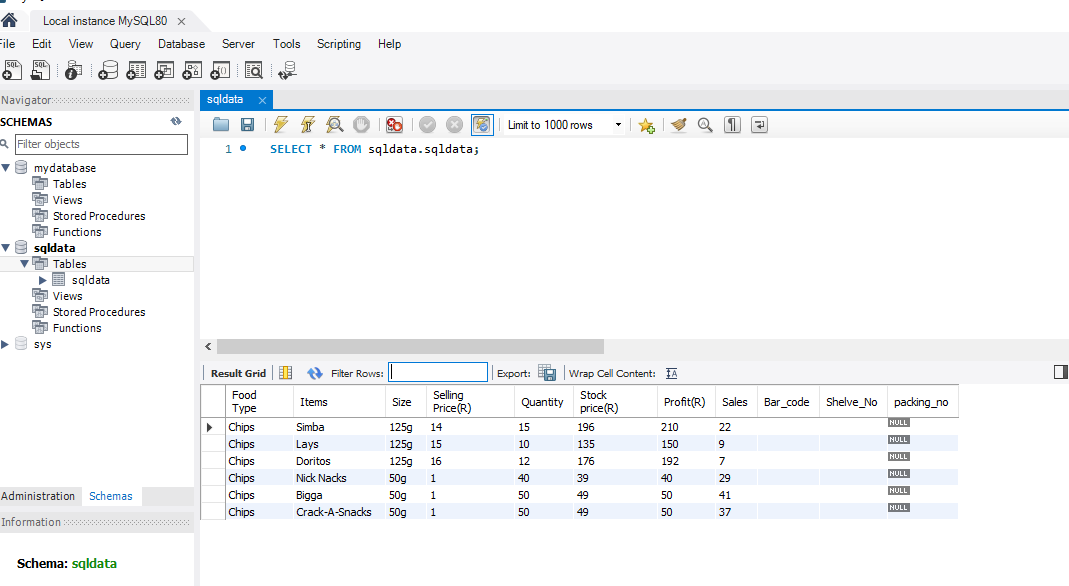 Local instance MySQL80
File Edit View Query Database Server Tools Scripting Help
Navigator
SCHEMAS
Filter objects
mydatabase
Tables
Views
Stored Procedures
Functions
sqldata
Tables
sqldata
Views
Stored Procedures
Functions
sys
Administration Schemas
Information
Schema: sqldata
sqldata
Limit to 1000 rows
1 SELECT * FROM sqldata.sqldata;
Result Grid Filter Rows: Export: Wrap Cell Content:
Food Type Items Size Selling Price(R) Quantity Stock price(R) Profit(R) Sales Bar_code Shelve_No packing_no
Chips Simba 125g 14 15 196 210 22 NULL
Chips Lays 125g 15 10 135 150 9 NULL
Chips Doritos 125g 16 12 176 192 7 NULL
Chips Nick Nacks 50g 1 40 39 40 29 NULL
Chips Bigga 50g 1 50 49 50 41 NULL
Chips Crack-A-Snacks 50g 1 50 49 50 37 NULL